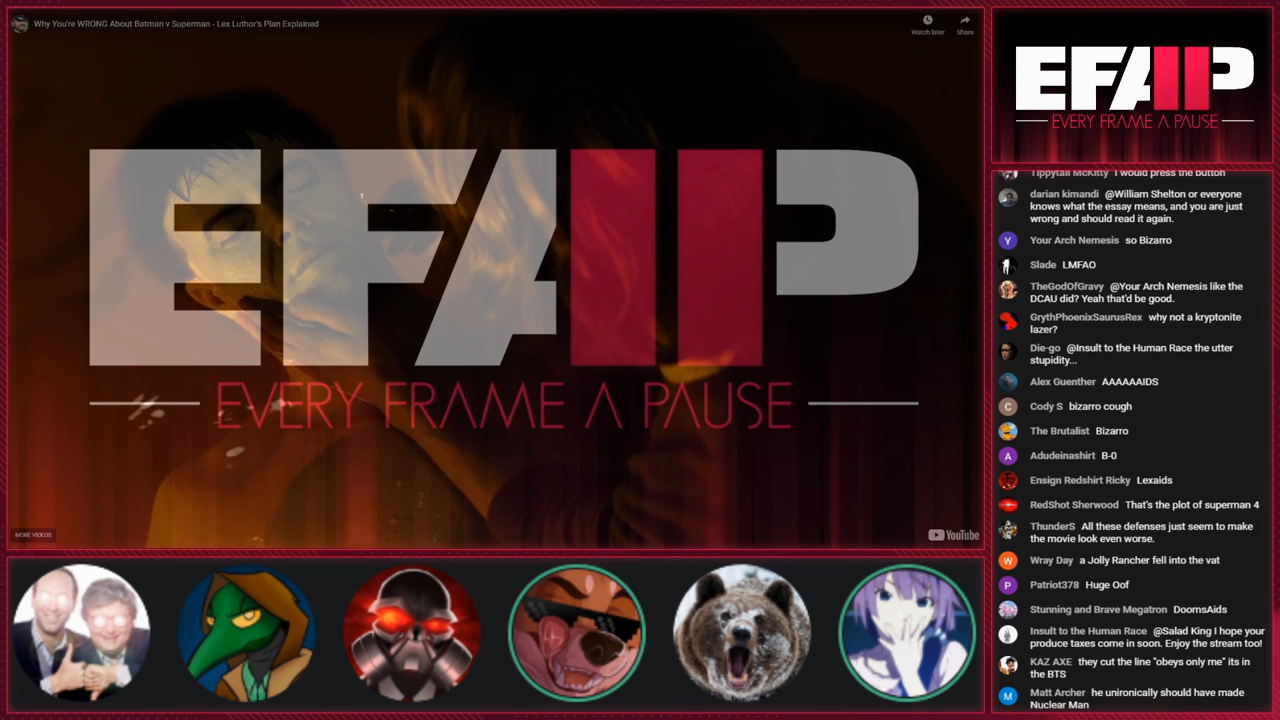 Why You're WRONG About Batman v Superman - Lex Luthor's Plan Explained
Watch later
Share
EFAP
EVERY FRAME A PAUSE
MORE VIDEOS
YouTube
EFAP
EVERY FRAME A PAUSE
Tippytail McKitty I would press the button
darian kimandi @William Shelton or everyone
knows what the essay means, and you are just
wrong and should read it again.
Your Arch Nemesis so Bizarro
Slade LMFAO
TheGodOfGravy @Your Arch Nemesis like the
DCAU did? Yeah that'd be good.
GrythPhoenixSaurusRex why not a kryptonite
lazer?
Die-go @Insult to the Human Race the utter
stupidity...
Alex Guenther AAAAAAIDS
C
Cody S bizarro cough
The Brutalist Bizarro
A
Adudeinashirt B-0
Ensign Redshirt Ricky Lexaids
RedShot Sherwood That's the plot of superman 4
ThunderS All these defenses just seem to make
the movie look even worse.
W
Wray Day a Jolly Rancher fell into the vat
P
Patriot378 Huge Oof
Stunning and Brave Megatron DoomsAids
Insult to the Human Race @Salad King I hope your
produce taxes come in soon. Enjoy the stream too!
KAZ AXE they cut the line "obeys only me" its in
the BTS
M
Matt Archer he unironically should have made
Nuclear Man